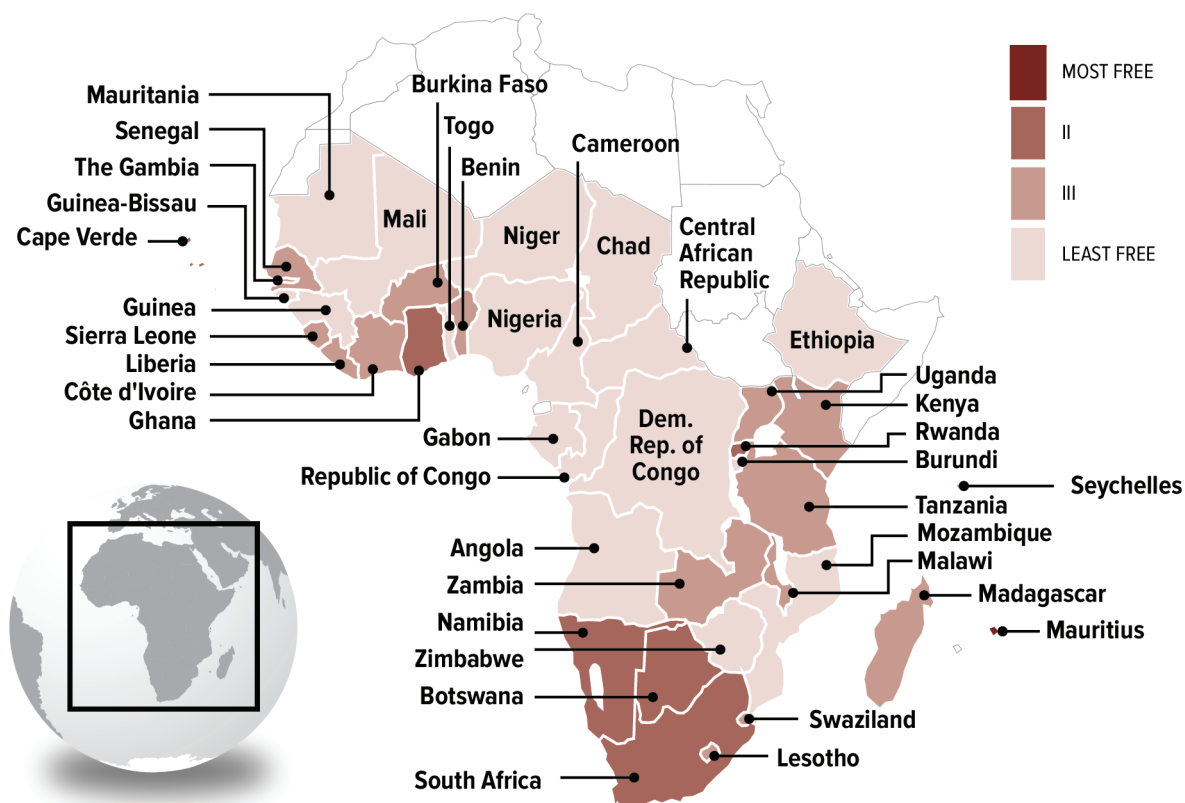 Mauritania
Senegal
The Gambia
Guinea-Bissau
Cape Verde
Guinea
Sierra Leone
Liberia
Côte d'Ivoire
Ghana
Burkina Faso
Togo
Benin
Cameroon
Mali
Niger
Chad
Nigeria
Central
African
Republic
Ethiopia
MOST FREE
II
III
LEAST FREE
Gabon
Republic of Congo
Dem.
Rep. of
Congo
Uganda
Kenya
Rwanda
Burundi
Seychelles
Tanzania
Mozambique
Malawi
Madagascar
Mauritius
Angola
Zambia
Namibia
Zimbabwe
Botswana
South Africa
Swaziland
Lesotho